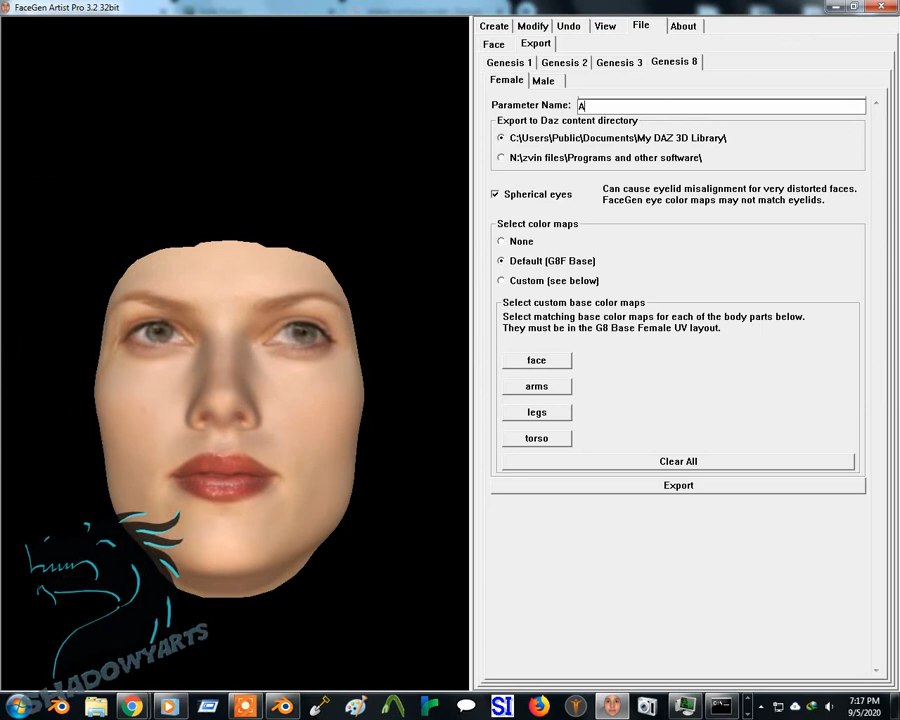 FaceGen Artist Pro 3.2 32bit
Create Modify Undo View File About
Face Export
Genesis 1 Genesis 2 Genesis 3 Genesis 8
Female Male
Parameter Name: A
Export to Daz content directory
C:\Users\Public\Documents\My DAZ 3D Library\
N:\zvin files\Programs and other software\
Spherical eyes
Can cause eyelid misalignment for very distorted faces.
FaceGen eye color maps may not match eyelids.
Select color maps
None
Default (G8F Base)
Custom (see below)
Select custom base color maps
Select matching base color maps for each of the body parts below.
They must be in the G8 Base Female UV layout.
face
arms
legs
torso
Clear All
Export
SHADOWYARTS
SI
7:17 PM
9/5/2020